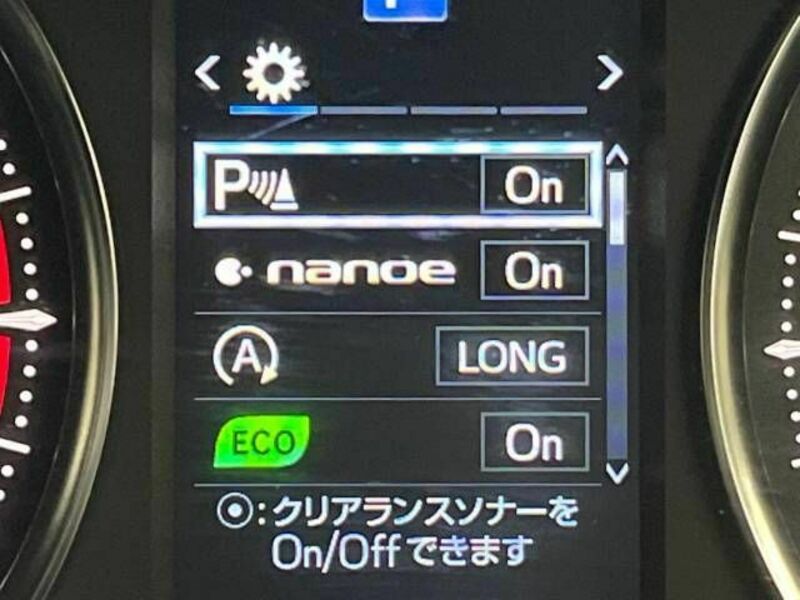 P
P On
nanoe On
A LONG
ECO On
⦿:クリアランスソナーを
On/Offできます